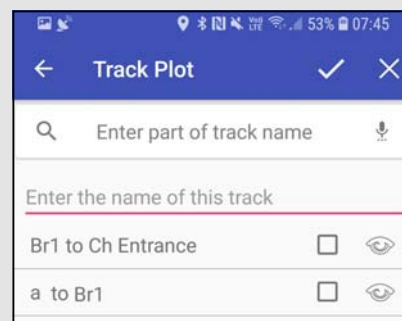 53% 07:45
Track Plot
Enter part of track name
Enter the name of this track
Br1 to Ch Entrance
a to Br1